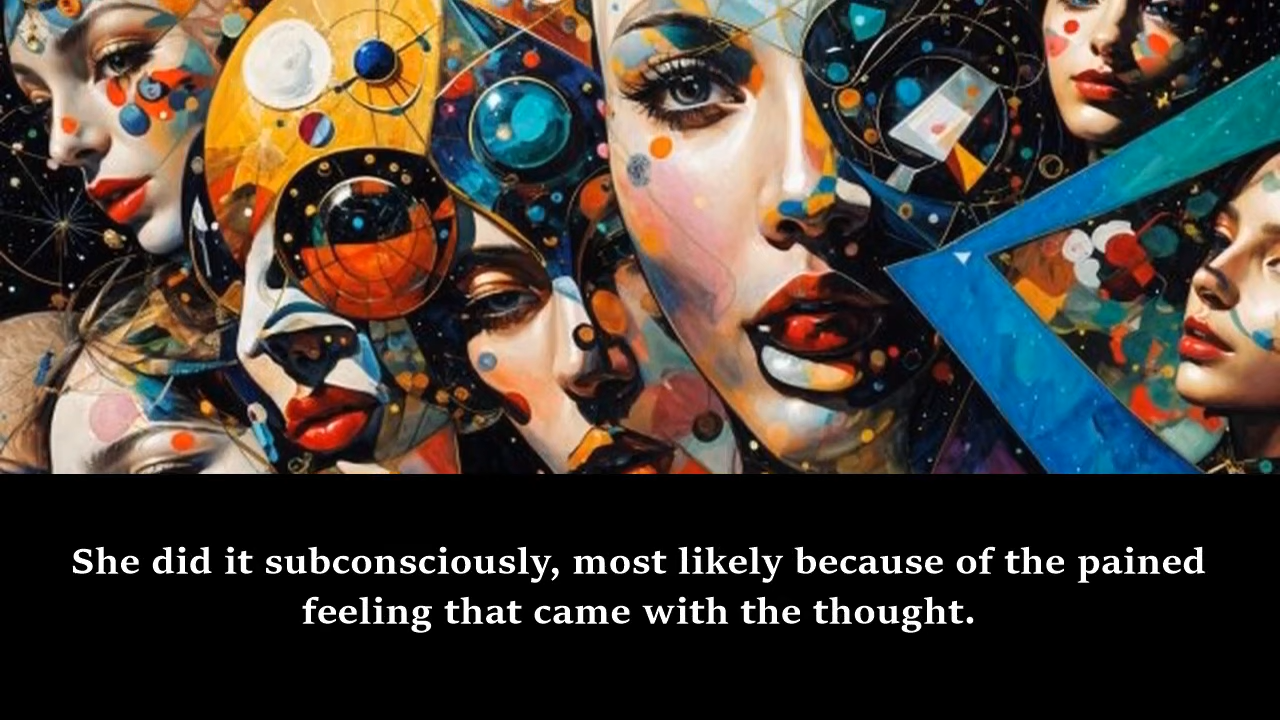 She did it subconsciously, most likely because of the pained
feeling that came with the thought.